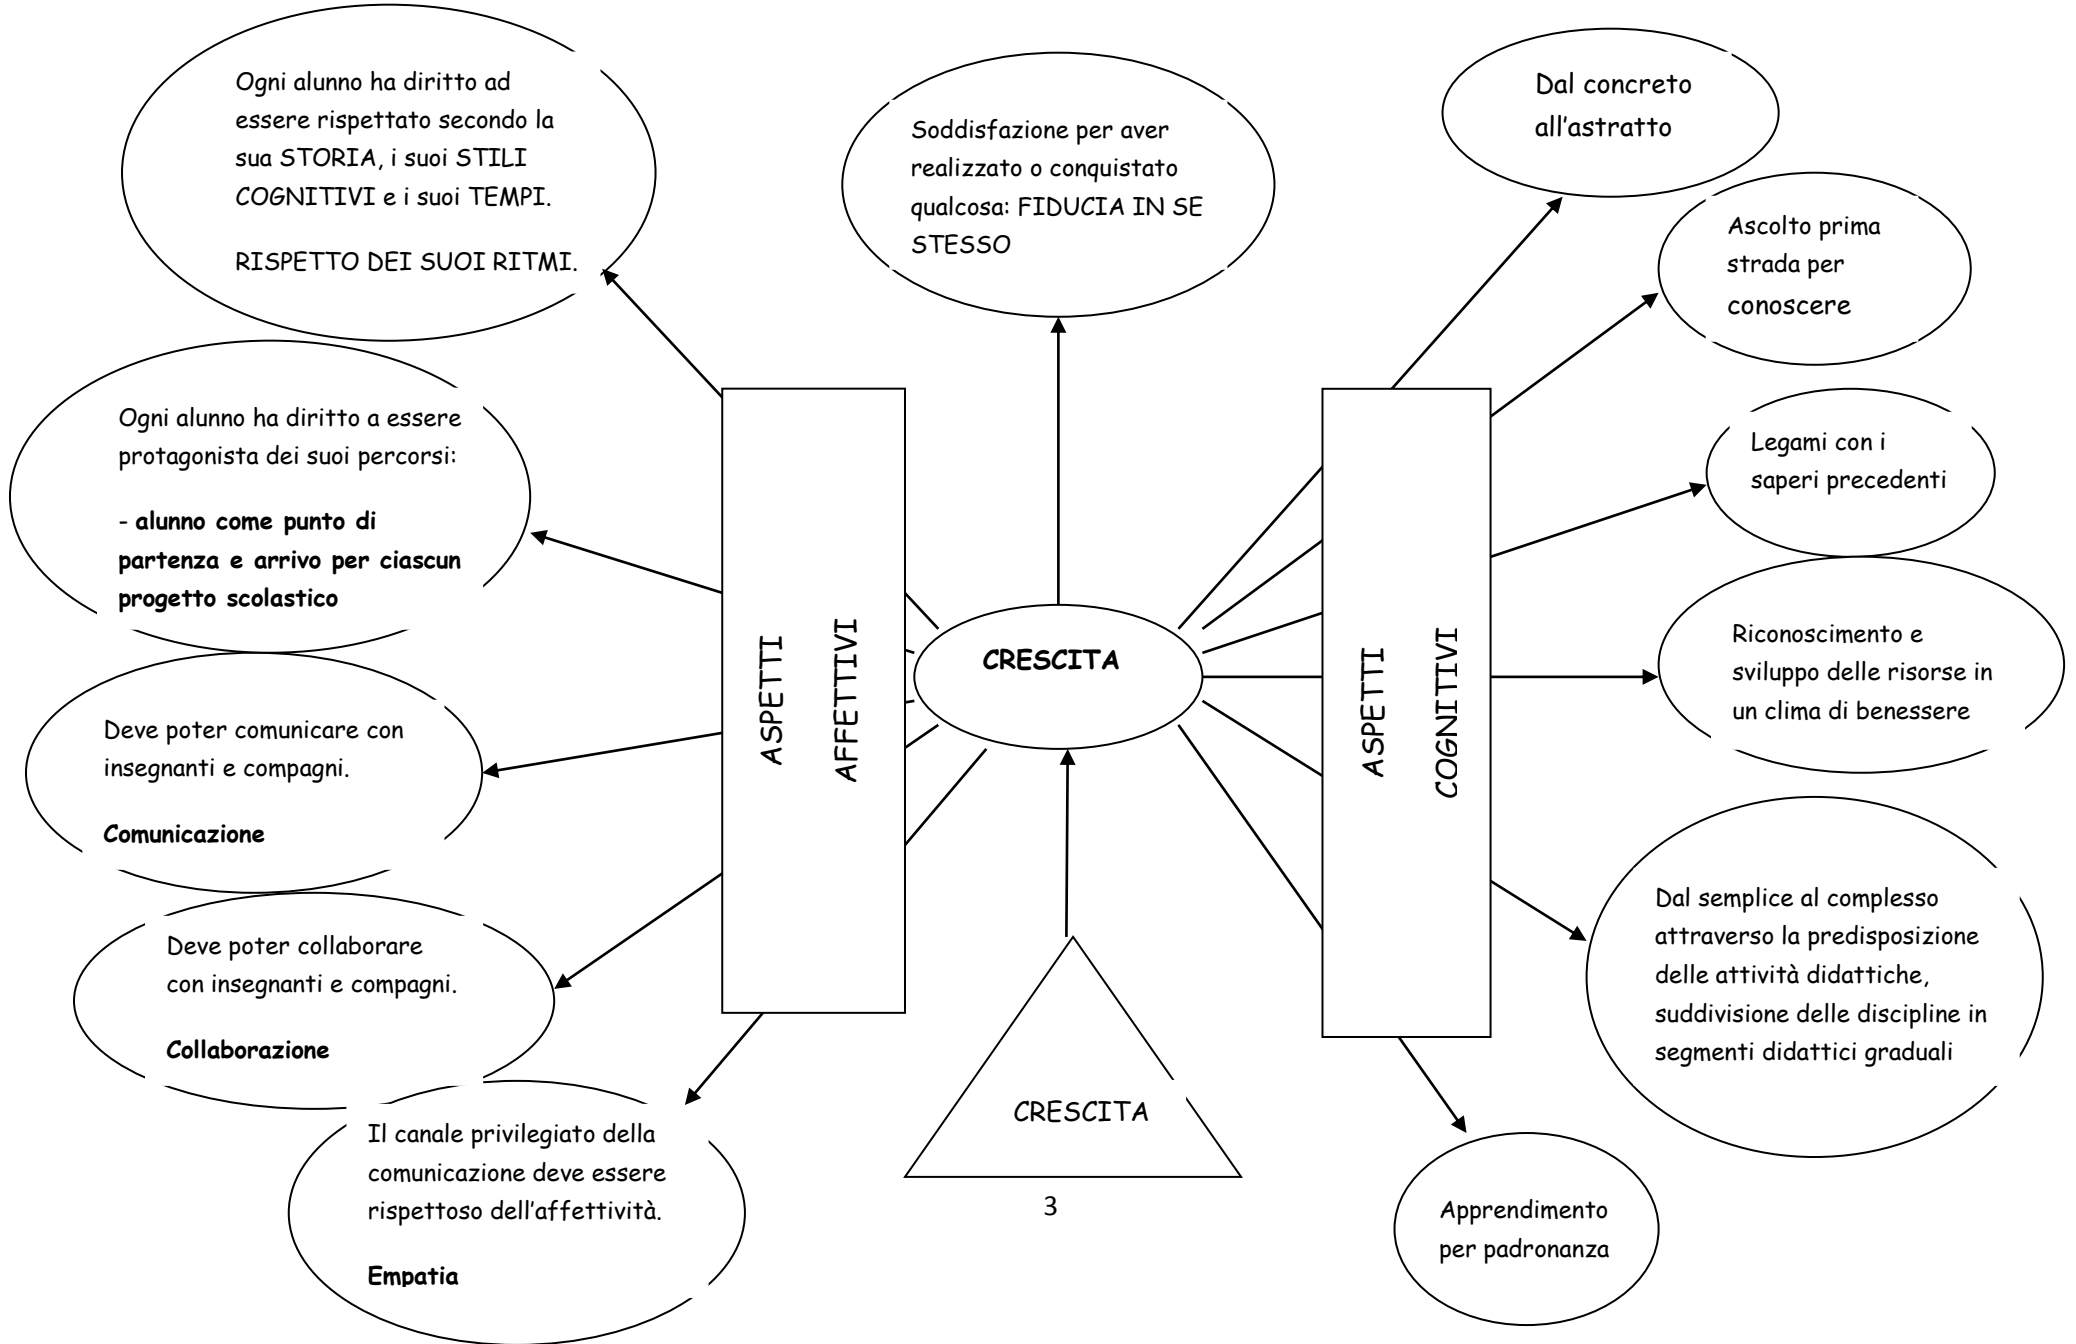 Ogni alunno ha diritto ad
essere rispettato secondo la
sua STORIA, i suoi STILI
COGNITIVI e i suoi TEMPI.
RISPETTO DEI SUOI RITMI.
Soddisfazione per aver
realizzato o conquistato
qualcosa: FIDUCIA IN SE
STESSO
Dal concreto
all'astratto
Ascolto prima
strada per
conoscere
Ogni alunno ha diritto a essere
protagonista dei suoi percorsi:
- alunno come punto di
partenza e arrivo per ciascun
progetto scolastico
Legami con i
saperi precedenti
ASPETTI
AFFETTIVI
CRESCITA
ASPETTI
COGNITIVI
Riconoscimento e
sviluppo delle risorse in
un clima di benessere
Deve poter comunicare con
insegnanti e compagni.
Comunicazione
Dal semplice al complesso
attraverso la predisposizione
delle attività didattiche,
suddivisione delle discipline in
segmenti didattici graduali
Deve poter collaborare
con insegnanti e compagni.
Collaborazione
CRESCITA
Il canale privilegiato della
comunicazione deve essere
rispettoso dell'affettività.
Empatia
Apprendimento
per padronanza
3